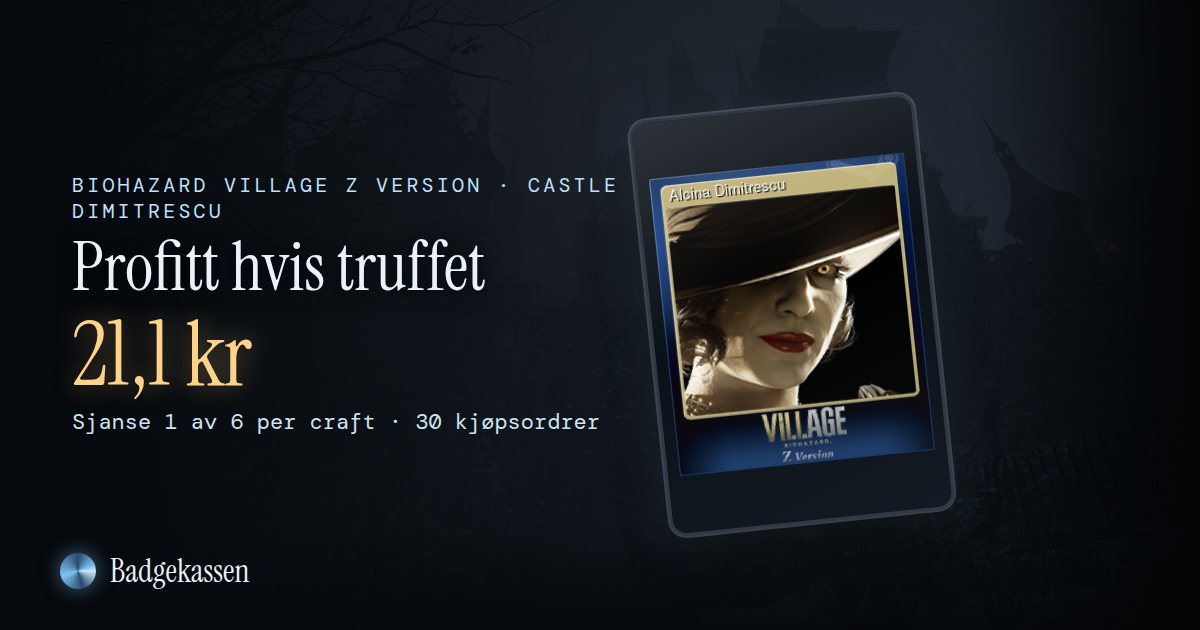 BIOHAZARD VILLAGE Z VERSION · CASTLE
DIMITRESCU
Profitt hvis truffet
21,1 kr
Sjanse 1 av 6 per craft · 30 kjøpsordrer
Badgekassen
Alcina Dimitrescu
VILLAGE
BIOHAZARD
Z Version